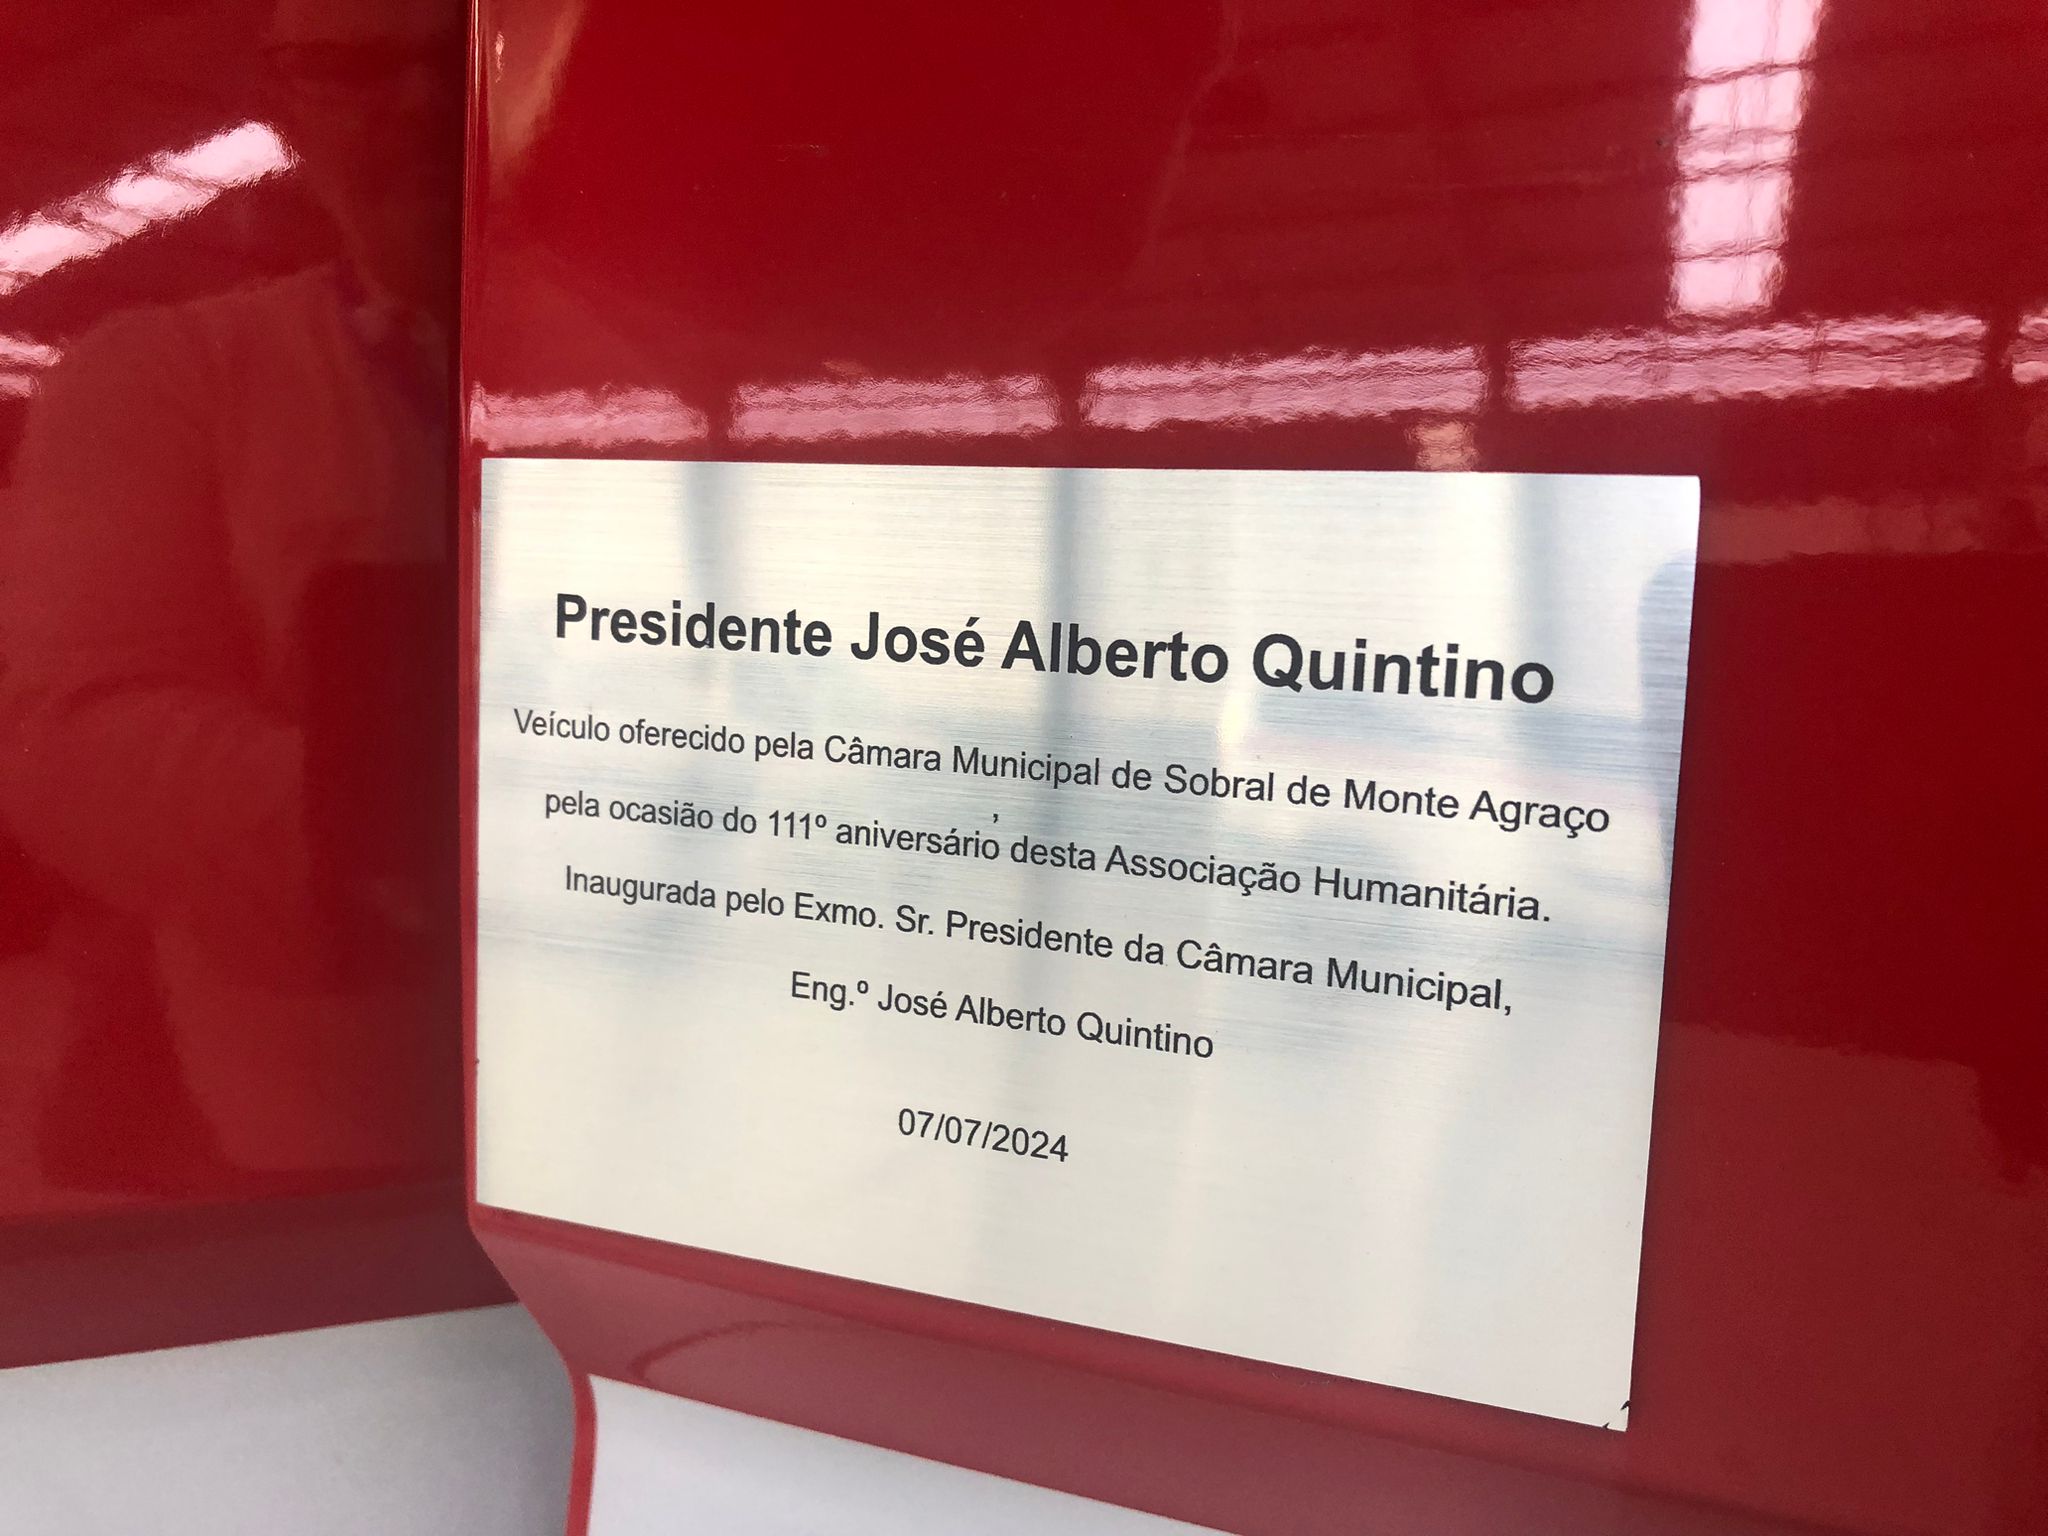 Presidente José Alberto Quintino
Veículo oferecido pela Câmara Municipal de Sobral de Monte Agraço
pela ocasião do 111º aniversário desta Associação Humanitária.
Inaugurada pelo Exmo. Sr. Presidente da Câmara Municipal,
Eng.º José Alberto Quintino
07/07/2024